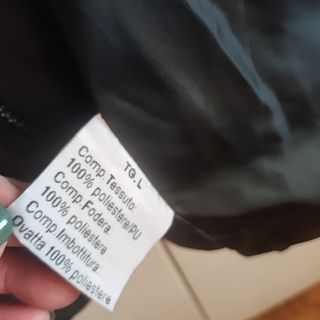 TG.L
Comp.Tessuto:
100% poliestere/PU
Comp.Fodera:
100% poliestere
Comp.Imbottitura:
Ovatta 100% poliestere